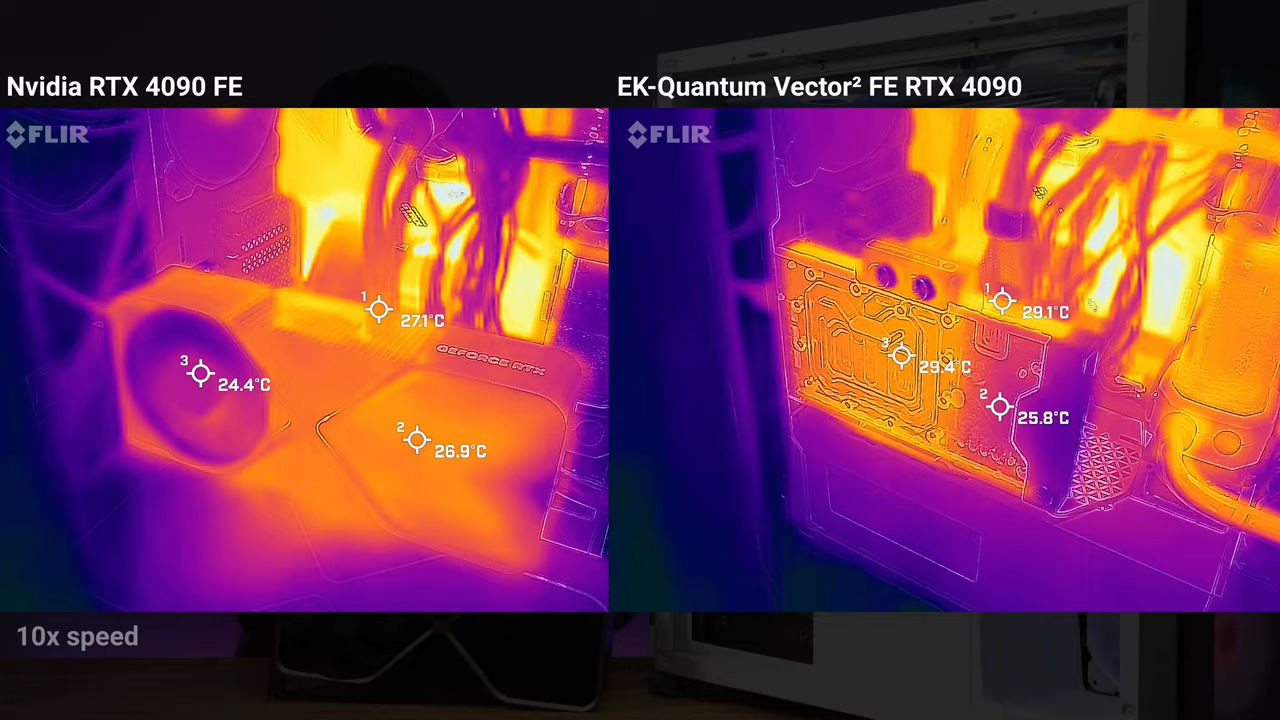 Nvidia RTX 4090 FE
EK-Quantum Vector² FE RTX 4090
FLIR
FLIR
1
27.1°C
GEFORCE RTX
3
24.4°C
2
26.9°C
1
29.1°C
3
29.4°C
2
25.8°C
10x speed